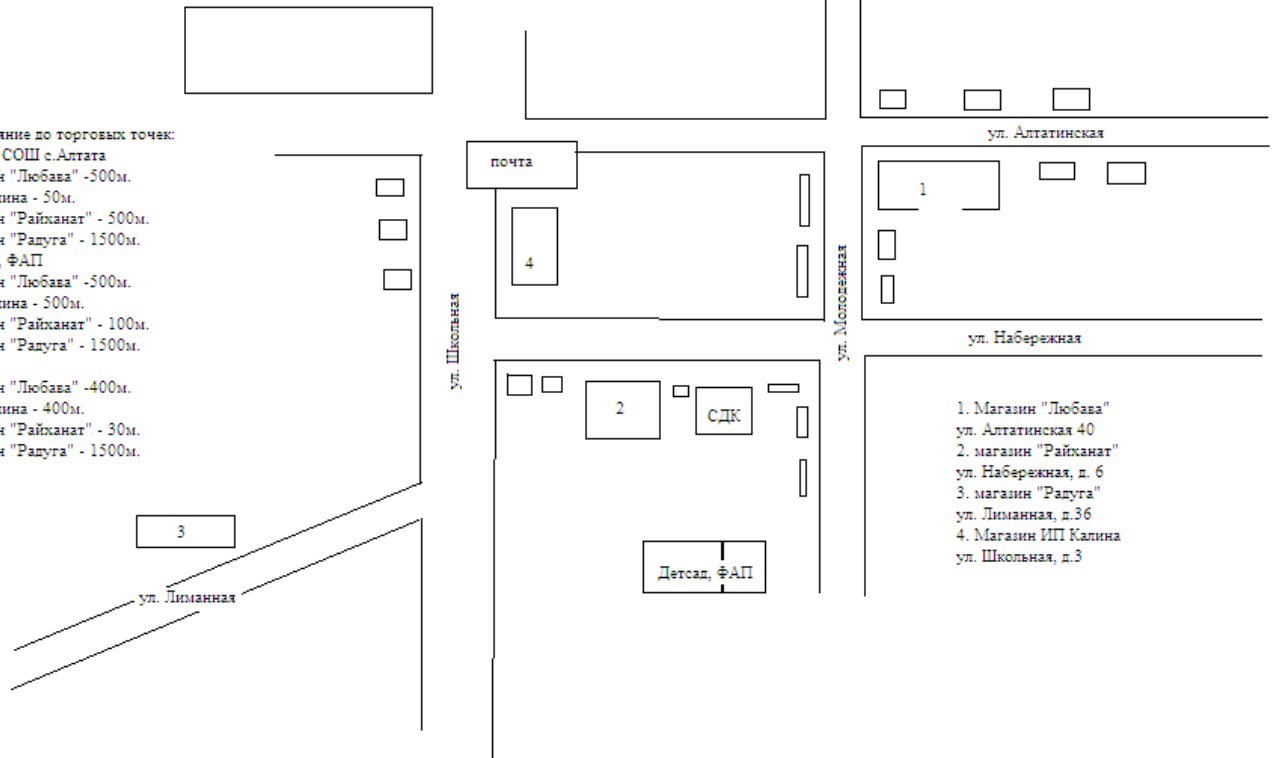 яние до торговых точек:
СОШ с.Алтата
н "Любава" -500м.
ина - 50м.
н "Райханат" - 500м.
н "Радуга" - 1500м.
, ФАП
н "Любава" -500м.
ина - 500м.
н "Райханат" - 100м.
н "Радуга" - 1500м.
н "Любава" -400м.
ина - 400м.
н "Райханат" - 30м.
н "Радуга" - 1500м.
почта
4
ул. Школьная
ул. Алтатинская
1
ул. Молодежная
ул. Набережная
2
СДК
Детсад, ФАП
3
ул. Лиманная
1. Магазин "Любава"
ул. Алтатинская 40
2. магазин "Райханат"
ул. Набережная, д. 6
3. магазин "Радуга"
ул. Лиманная, д.36
4. Магазин ИП Калина
ул. Школьная, д.3